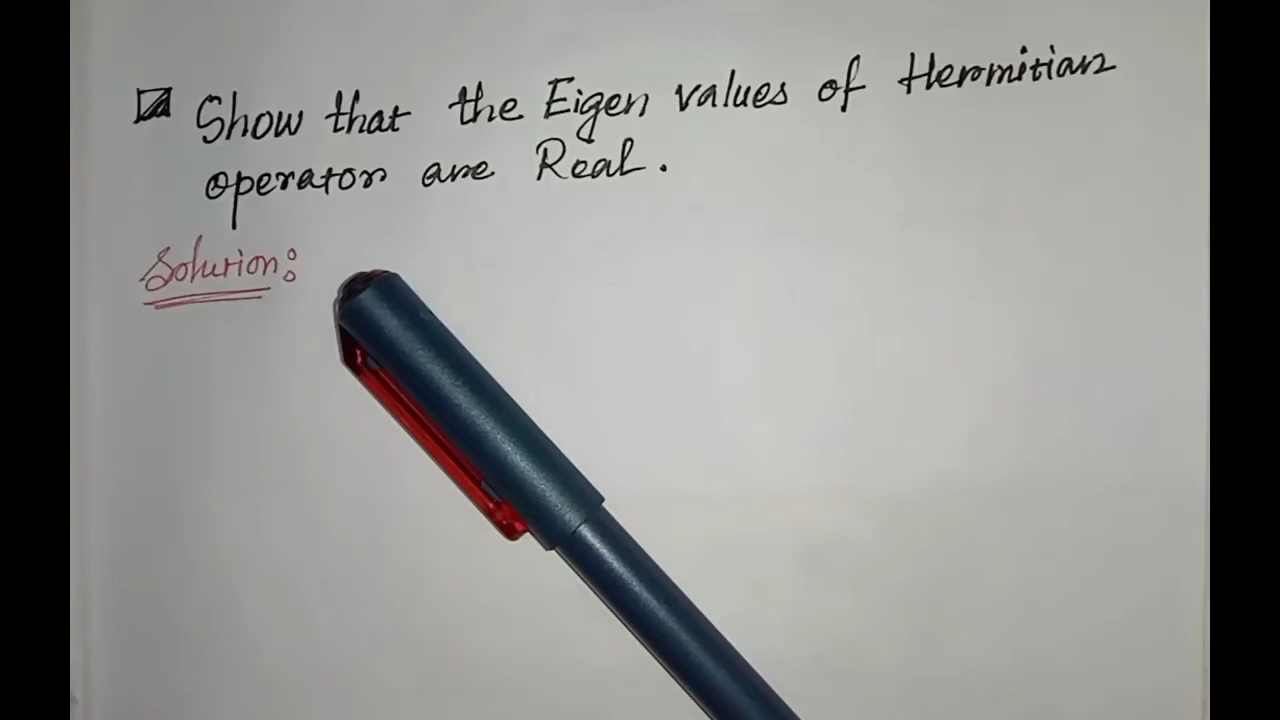 Show that the Eigen values of Hermitian
operator are Real.
Solution: